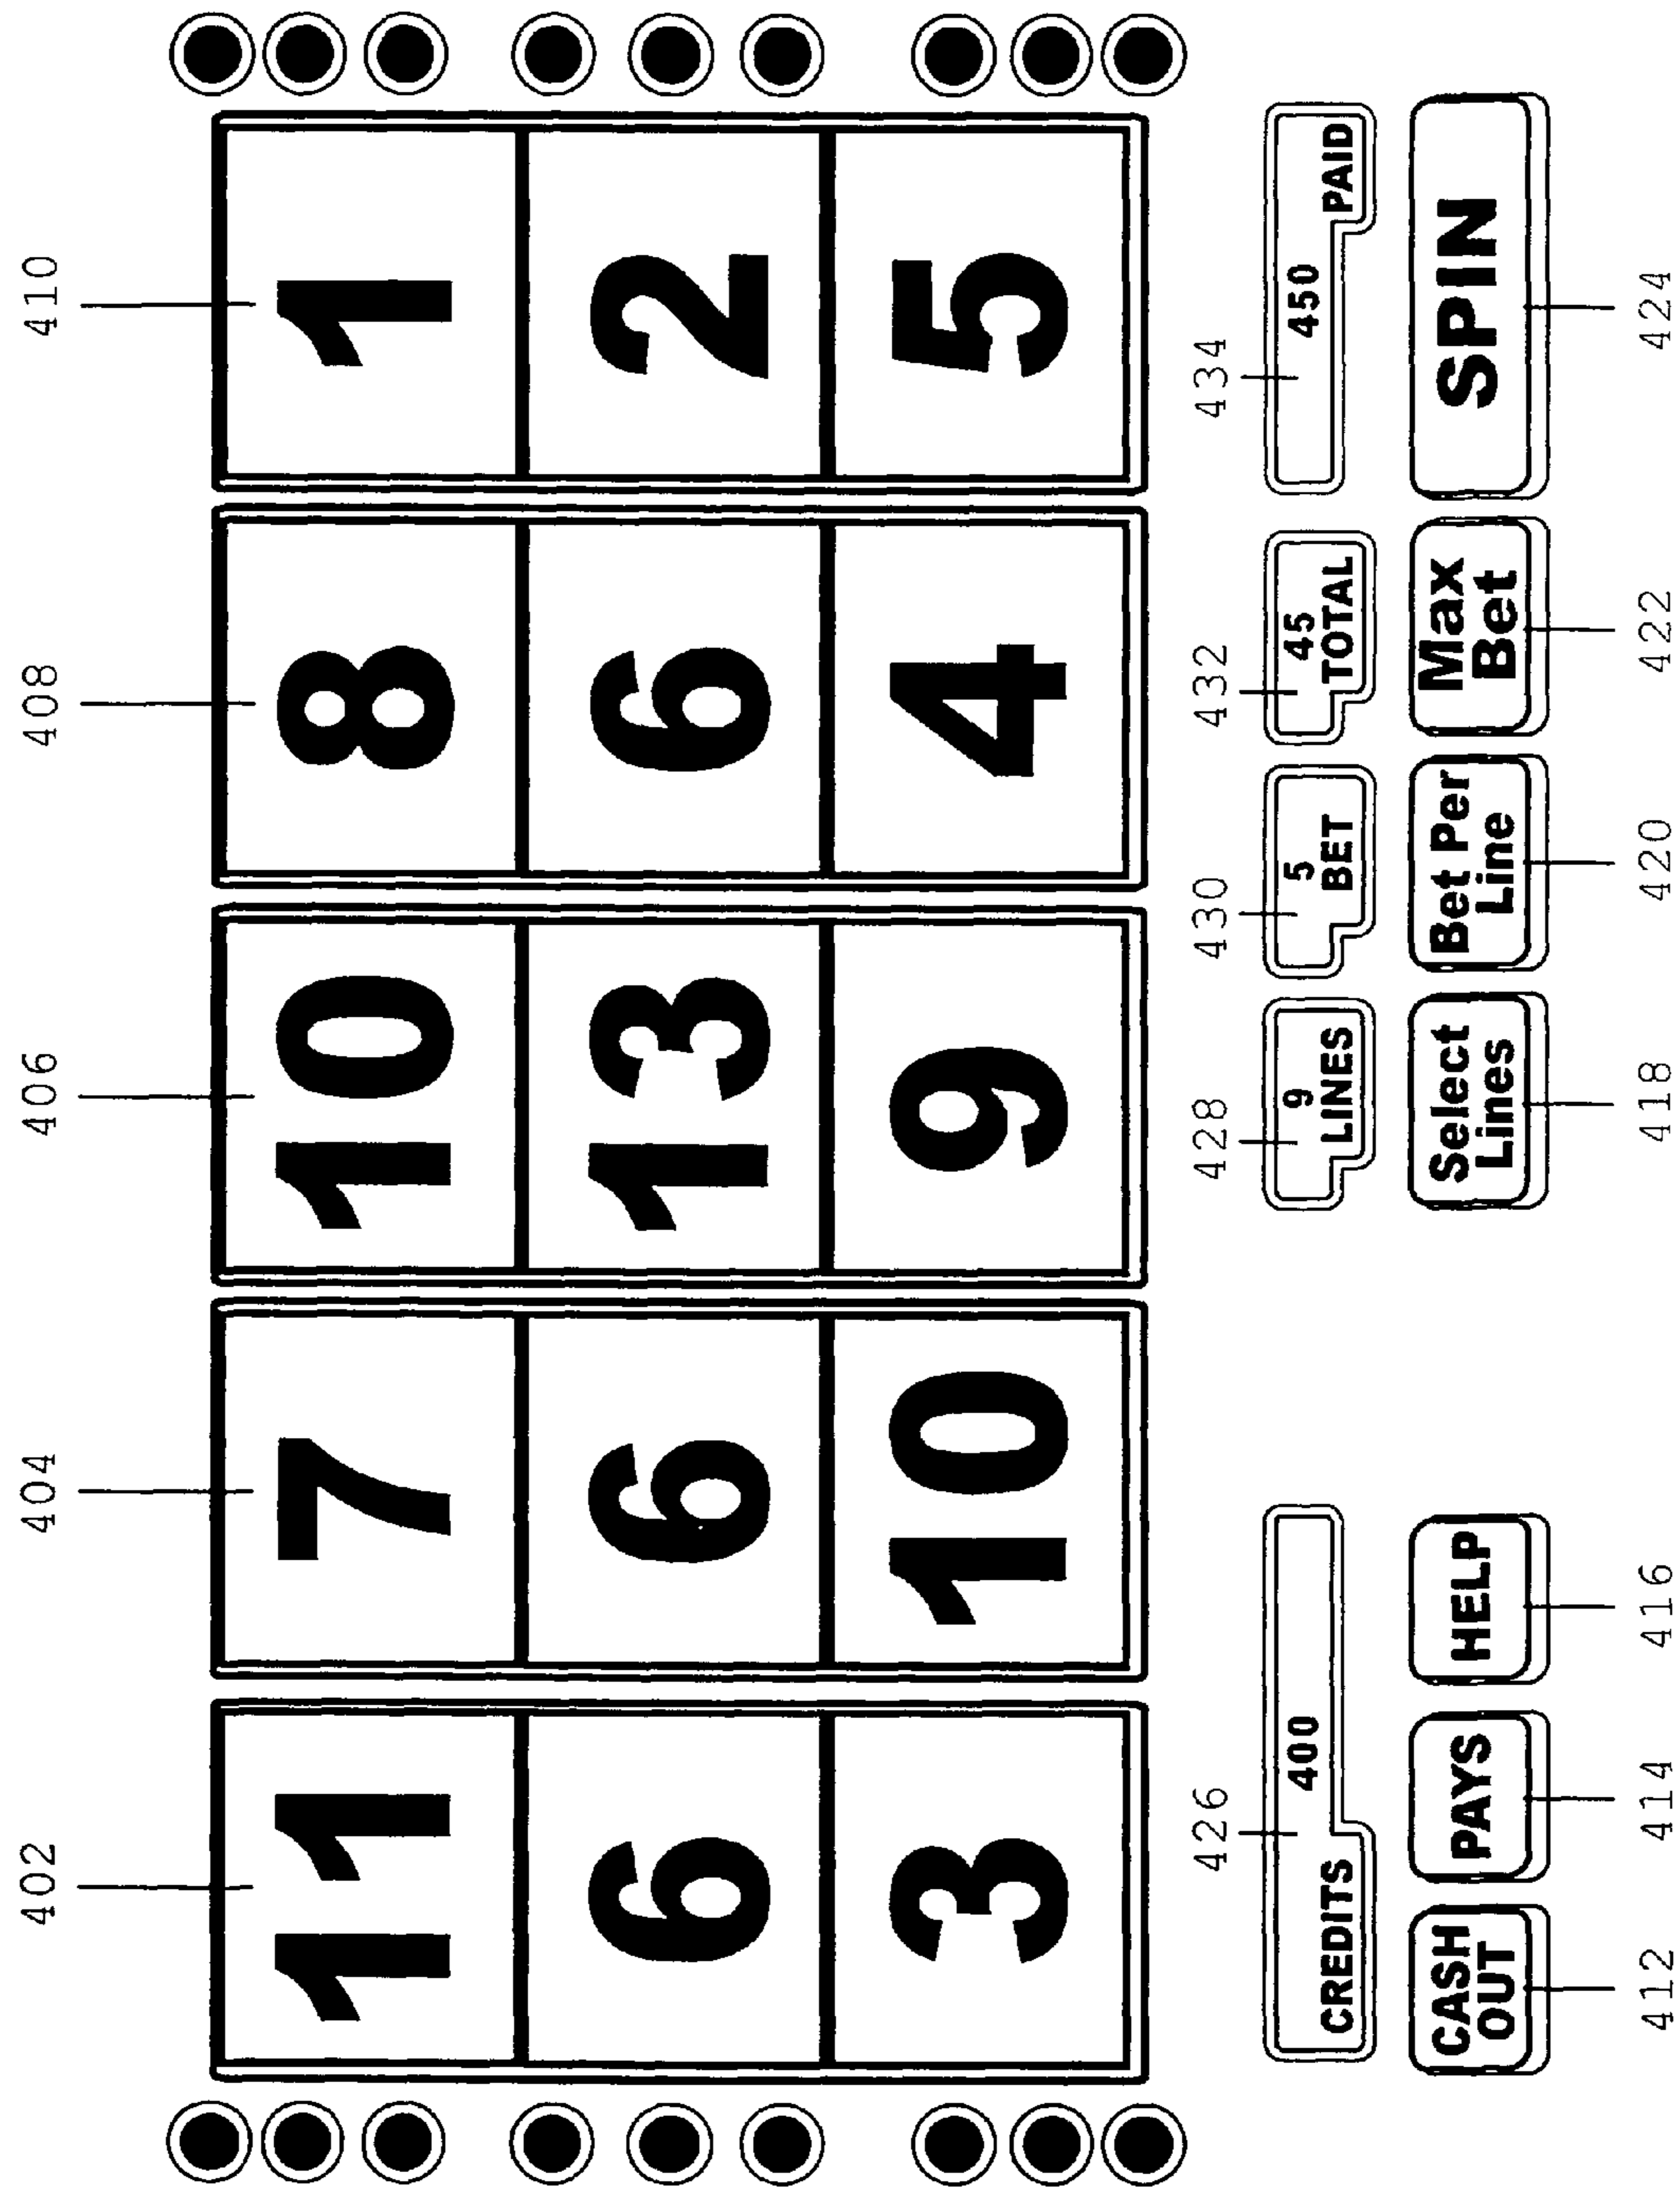 402 404 406 408 410
11 7 10 8 1
6 6 13 6 2
3 10 9 4 5
426 428 430 432 434
400 9 5 45 450
CREDITS LINES BET TOTAL PAID
CASH PAYS HELP Select Bet Per Max SPIN
OUT Lines Line Bet
412 414 416 418 420 422 424